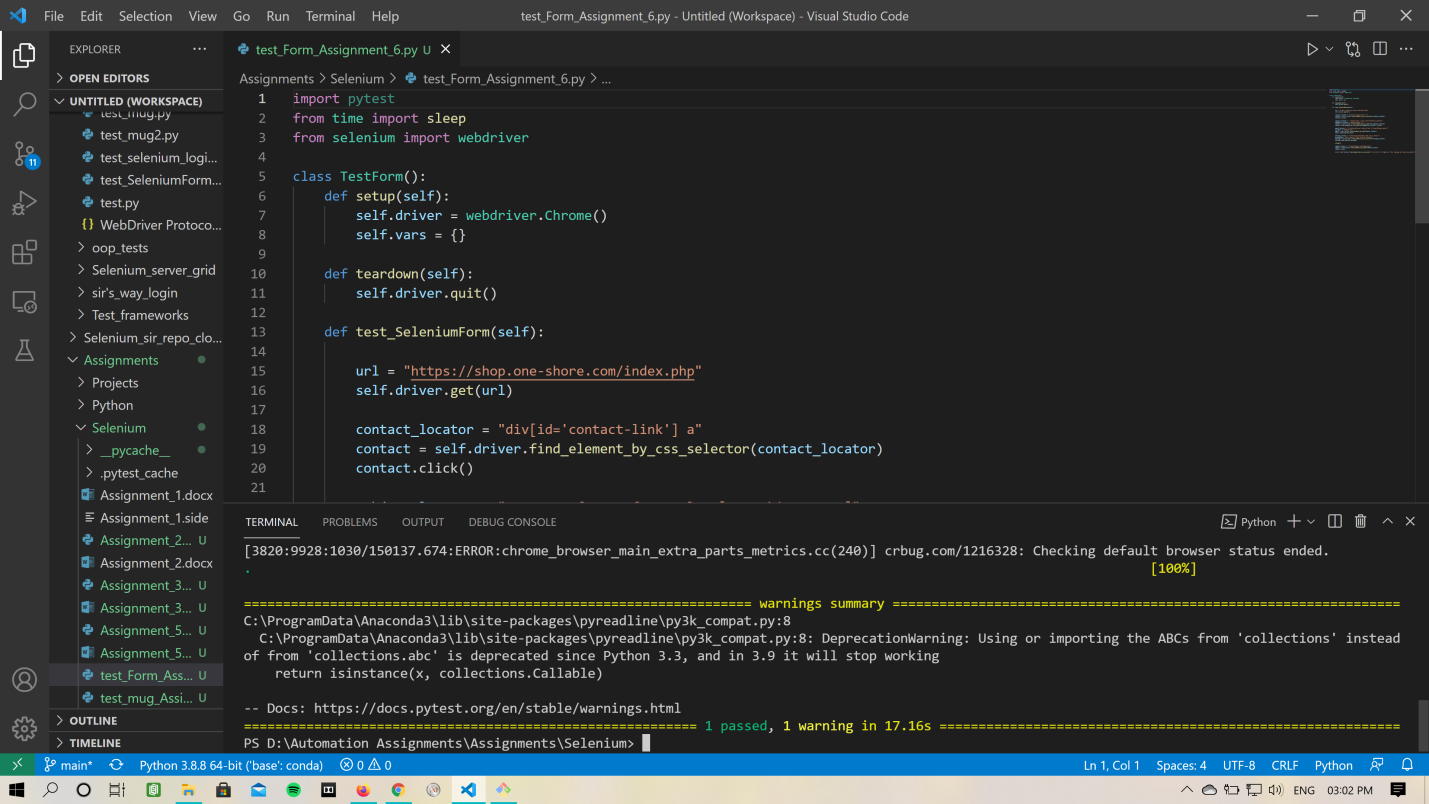 File Edit Selection View Go Run Terminal Help
test_Form_Assignment_6.py - Untitled (Workspace) - Visual Studio Code
EXPLORER
OPEN EDITORS
UNTITLED (WORKSPACE)
test_mug.py
test_mug2.py
test_selenium_logi...
test_SeleniumForm...
test.py
{} WebDriver Protoco...
oop_tests
Selenium_server_grid
sir's_way_login
Test_frameworks
Selenium_sir_repo_clo...
Assignments
Projects
Python
Selenium
__pycache__
.pytest_cache
Assignment_1.docx
Assignment_1.side
Assignment_2... U
Assignment_2.docx
Assignment_3... U
Assignment_3... U
Assignment_5... U
Assignment_5... U
test_Form_Ass... U
test_mug_Assi... U
OUTLINE
TIMELINE
11
test_Form_Assignment_6.py U
Assignments > Selenium > test_Form_Assignment_6.py > ...
1 import pytest
2 from time import sleep
3 from selenium import webdriver
4
5 class TestForm():
6 def setup(self):
7 self.driver = webdriver.Chrome()
8 self.vars = {}
9
10 def teardown(self):
11 self.driver.quit()
12
13 def test_SeleniumForm(self):
14
15 url = "https://shop.one-shore.com/index.php"
16 self.driver.get(url)
17
18 contact_locator = "div[id='contact-link'] a"
19 contact = self.driver.find_element_by_css_selector(contact_locator)
20 contact.click()
21
TERMINAL PROBLEMS OUTPUT DEBUG CONSOLE
Python
[3820:9928:1030/150137.674:ERROR:chrome_browser_main_extra_parts_metrics.cc(240)] crbug.com/1216328: Checking default browser status ended.
. [100%]
================================================================== warnings summary ==================================================================
C:\ProgramData\Anaconda3\lib\site-packages\pyreadline\py3k_compat.py:8
C:\ProgramData\Anaconda3\lib\site-packages\pyreadline\py3k_compat.py:8: DeprecationWarning: Using or importing the ABCs from 'collections' instead
of from 'collections.abc' is deprecated since Python 3.3, and in 3.9 it will stop working
return isinstance(x, collections.Callable)
-- Docs: https://docs.pytest.org/en/stable/warnings.html
=========================================================== 1 passed, 1 warning in 17.16s ============================================================
PS D:\Automation Assignments\Assignments\Selenium>
main* Python 3.8.8 64-bit ('base': conda) 0 0 Ln 1, Col 1 Spaces: 4 UTF-8 CRLF Python
ENG 03:02 PM